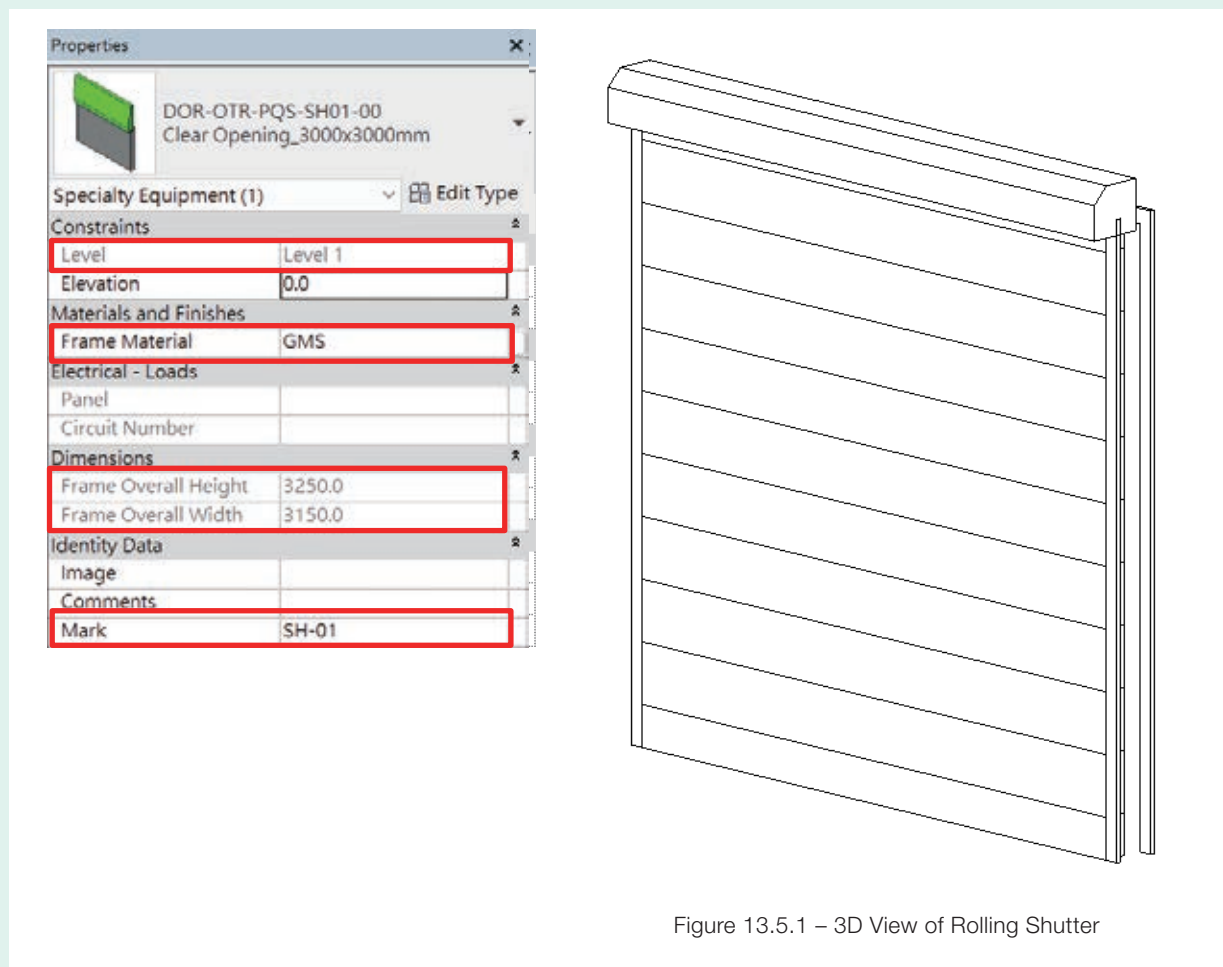 Properties
DOR-OTR-PQS-SH01-00
Clear Opening_3000x3000mm
Specialty Equipment (1) Edit Type
Constraints
Level Level 1
Elevation 0.0
Materials and Finishes
Frame Material GMS
Electrical - Loads
Panel
Circuit Number
Dimensions
Frame Overall Height 3250.0
Frame Overall Width 3150.0
Identity Data
Image
Comments
Mark SH-01
Figure 13.5.1 – 3D View of Rolling Shutter